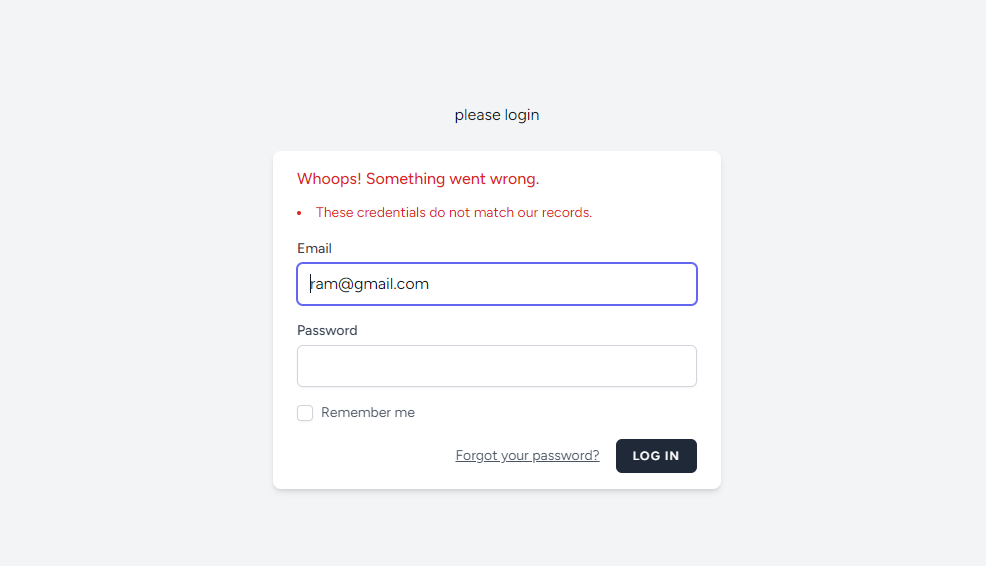 please login
Whoops! Something went wrong.
These credentials do not match our records.
Email
ram@gmail.com
Password
Remember me
Forgot your password? LOG IN